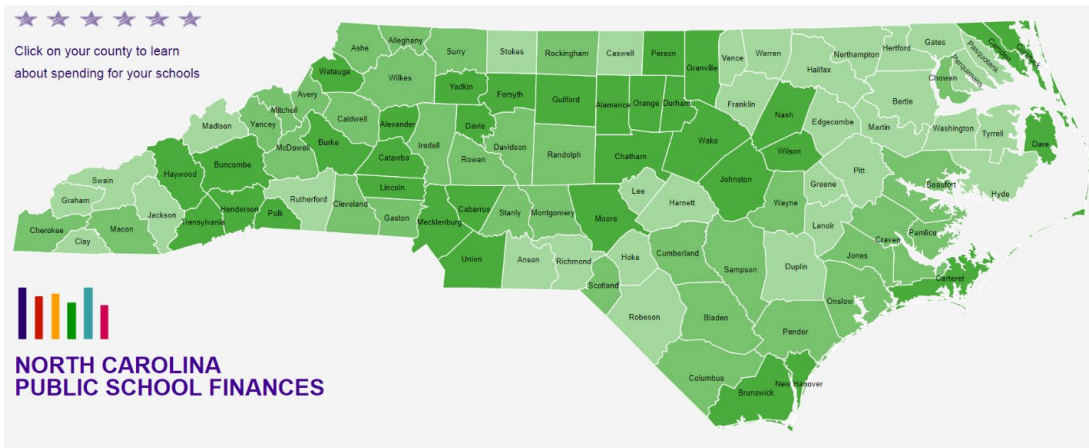 Click on your county to learn
about spending for your schools
Ashe
Alleghany
Surry
Stokes
Rockingham
Caswell
Person
Granville
Vance
Warren
Northampton
Hertford
Gates
Pasquotank
Camden
Currituck
Watauga
Wilkes
Yadkin
Forsyth
Guilford
Alamance
Orange
Durham
Franklin
Halifax
Bertie
Chowan
Perquimans
Avery
Mitchell
Yancey
Caldwell
Alexander
Iredell
Davie
Davidson
Randolph
Chatham
Wake
Nash
Edgecombe
Martin
Washington
Tyrrell
Dare
Madison
Buncombe
McDowell
Burke
Catawba
Rowan
Johnston
Wilson
Greene
Pitt
Beaufort
Hyde
Swain
Haywood
Graham
Jackson
Transylvania
Henderson
Polk
Rutherford
Cleveland
Lincoln
Gaston
Mecklenburg
Cabarrus
Stanly
Montgomery
Moore
Lee
Harnett
Wayne
Lenoir
Craven
Pamlico
Cherokee
Clay
Macon
Union
Anson
Richmond
Scotland
Hoke
Cumberland
Sampson
Duplin
Jones
Onslow
Carteret
Robeson
Bladen
Pender
Columbus
Brunswick
New Hanover
NORTH CAROLINA
PUBLIC SCHOOL FINANCES